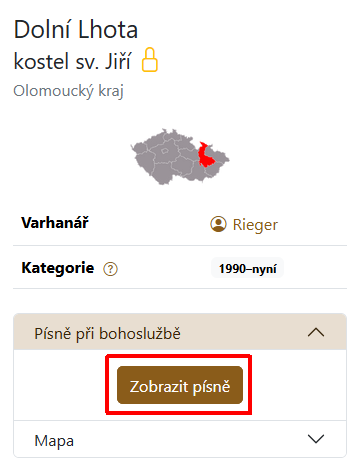 Dolní Lhota
kostel sv. Jiří
Olomoucký kraj
Varhanář Rieger
Kategorie ? 1990–nyní
Písně při bohoslužbě
Zobrazit písně
Mapa